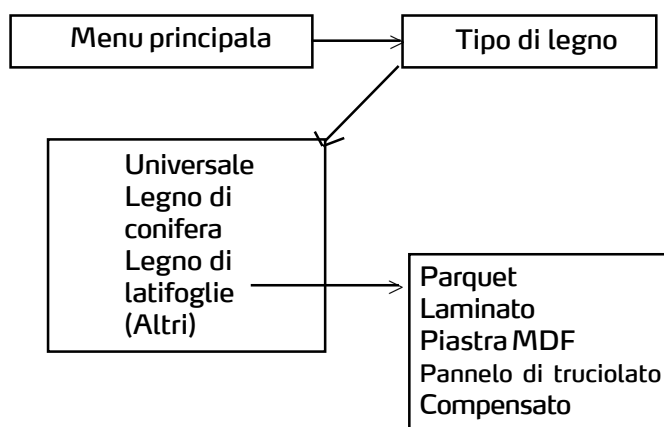 Menu principala
Tipo di legno
Universale
Legno di
conifera
Legno di
latifoglie
(Altri)
Parquet
Laminato
Piastra MDF
Pannelo di truciolato
Compensato